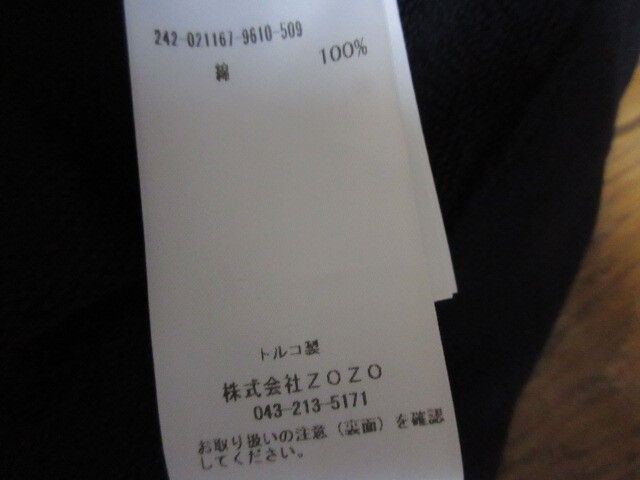 242-021167-9610-509
綿 100%
トルコ製
株式会社ZOZO
043-213-5171
お取り扱いの注意（裏面）を確認
してください。